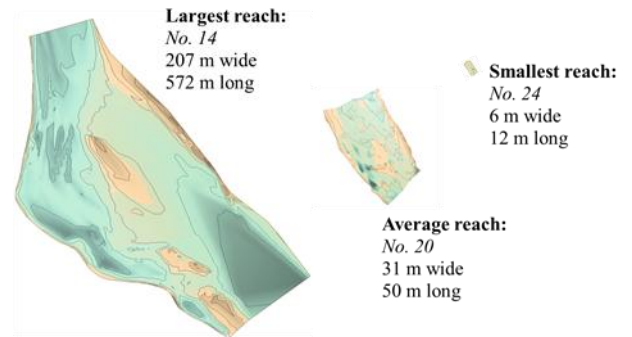 Largest reach:
No. 14
207 m wide
572 m long
Smallest reach:
No. 24
6 m wide
12 m long
Average reach:
No. 20
31 m wide
50 m long